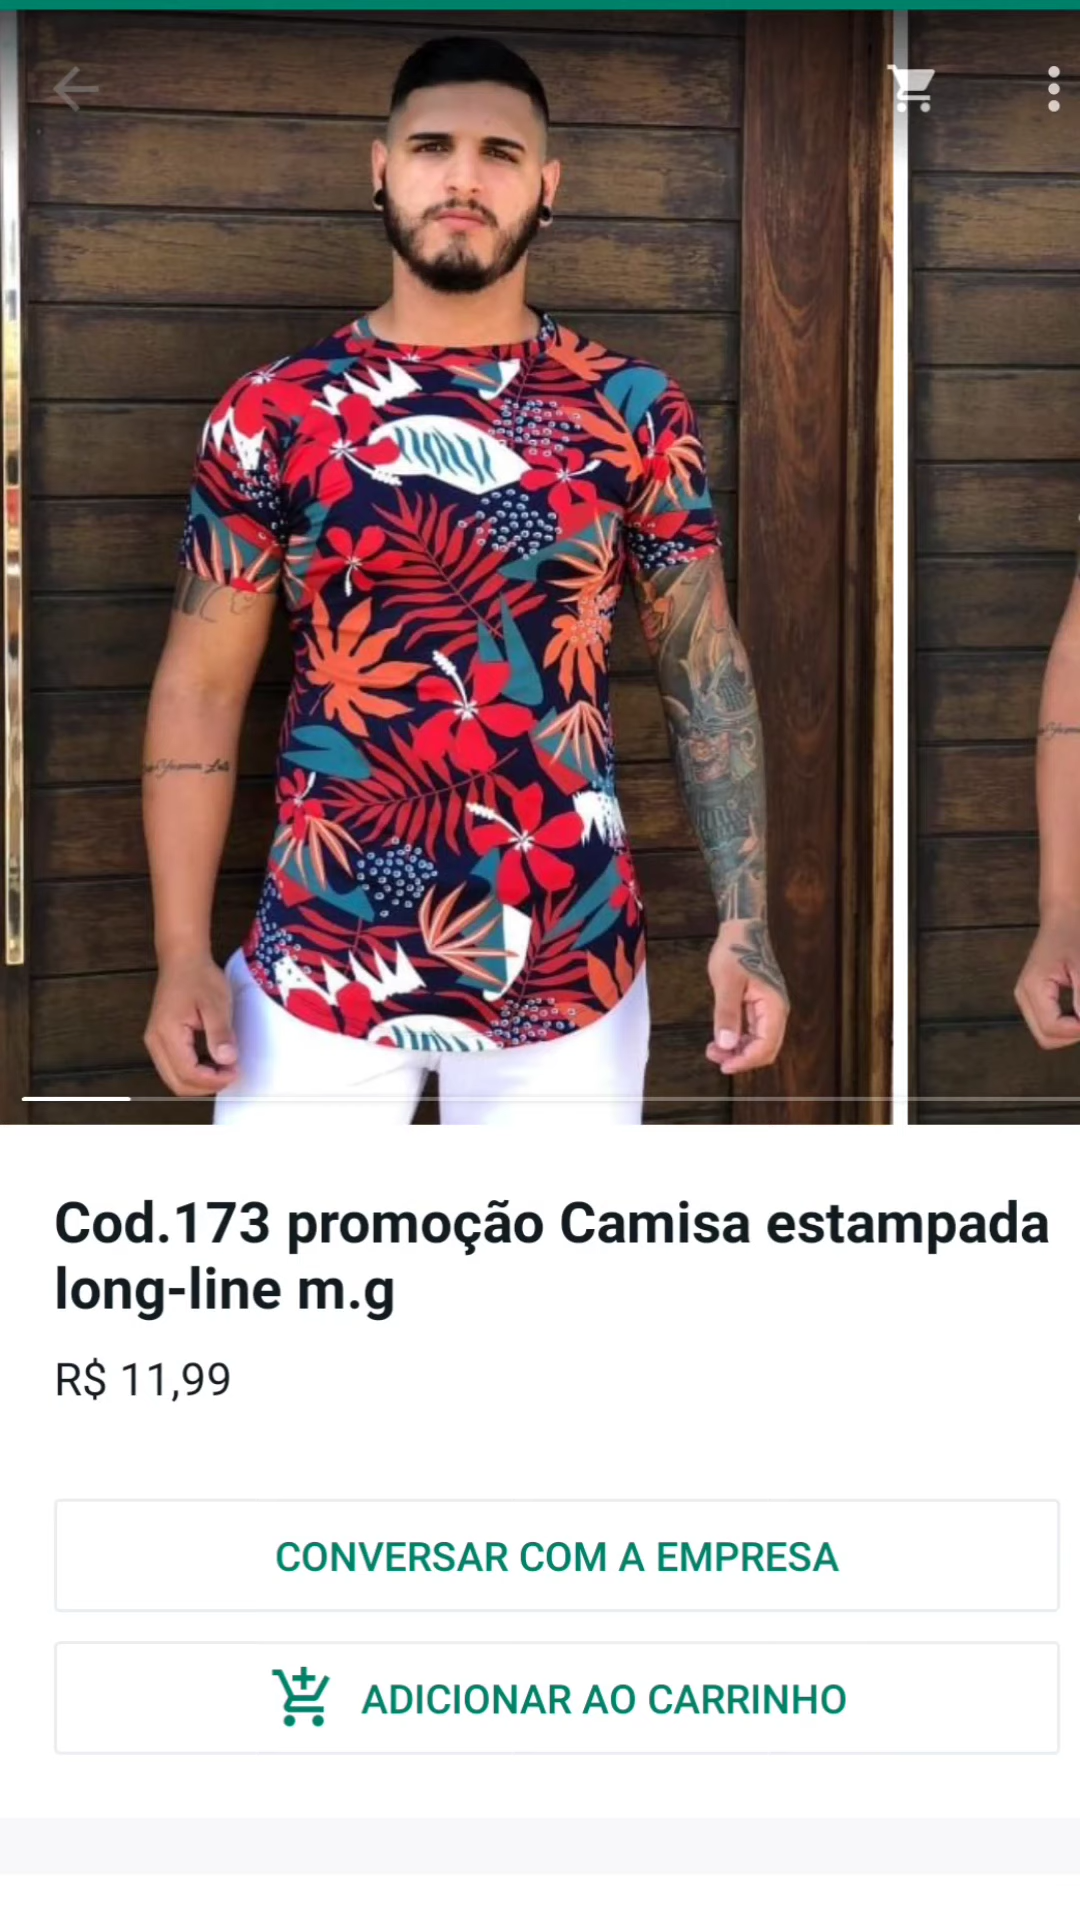 Cod.173 promoção Camisa estampada
long-line m.g
R$ 11,99
CONVERSAR COM A EMPRESA
ADICIONAR AO CARRINHO